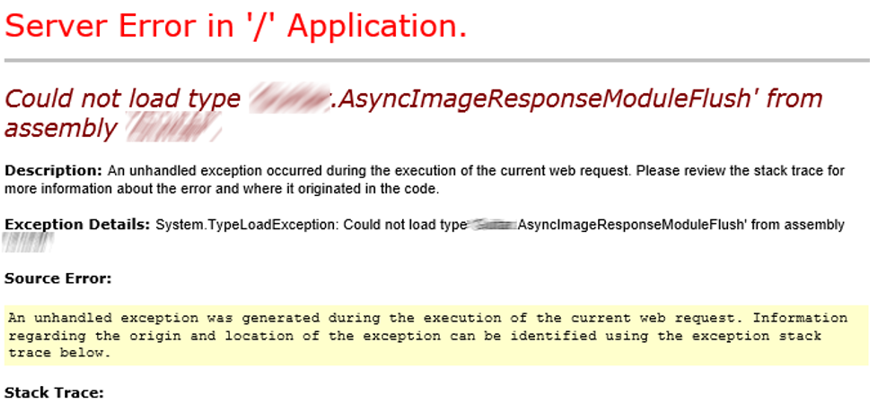 Server Error in '/' Application.
Could not load type .AsyncImageResponseModuleFlush' from
assembly
Description: An unhandled exception occurred during the execution of the current web request. Please review the stack trace for
more information about the error and where it originated in the code.
Exception Details: System.TypeLoadException: Could not load type AsyncImageResponseModuleFlush' from assembly
Source Error:
An unhandled exception was generated during the execution of the current web request. Information
regarding the origin and location of the exception can be identified using the exception stack
trace below.
Stack Trace: